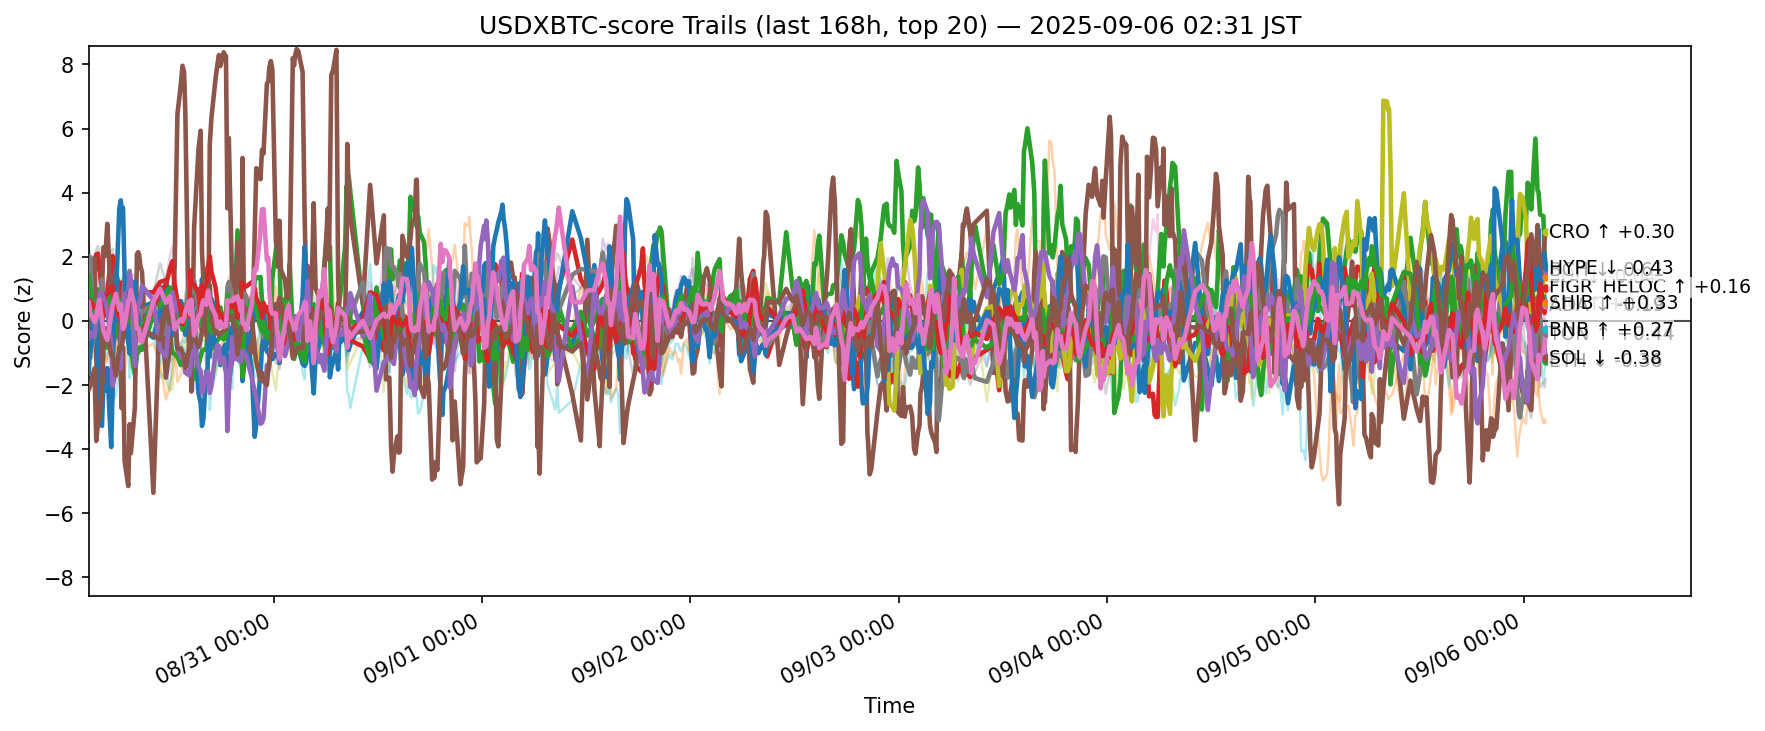 USDXBTC-score Trails (last 168h, top 20) — 2025-09-06 02:31 JST
Score (z)
8
6
4
2
0
−2
−4
−6
−8
CRO ↑ +0.30
HYPE ↓ -0.43
FIGR_HELOC ↑ +0.16
SHIB ↑ +0.33
BNB ↑ +0.27
SOL ↓ -0.38
08/31 00:00
09/01 00:00
09/02 00:00
09/03 00:00
09/04 00:00
09/05 00:00
09/06 00:00
Time